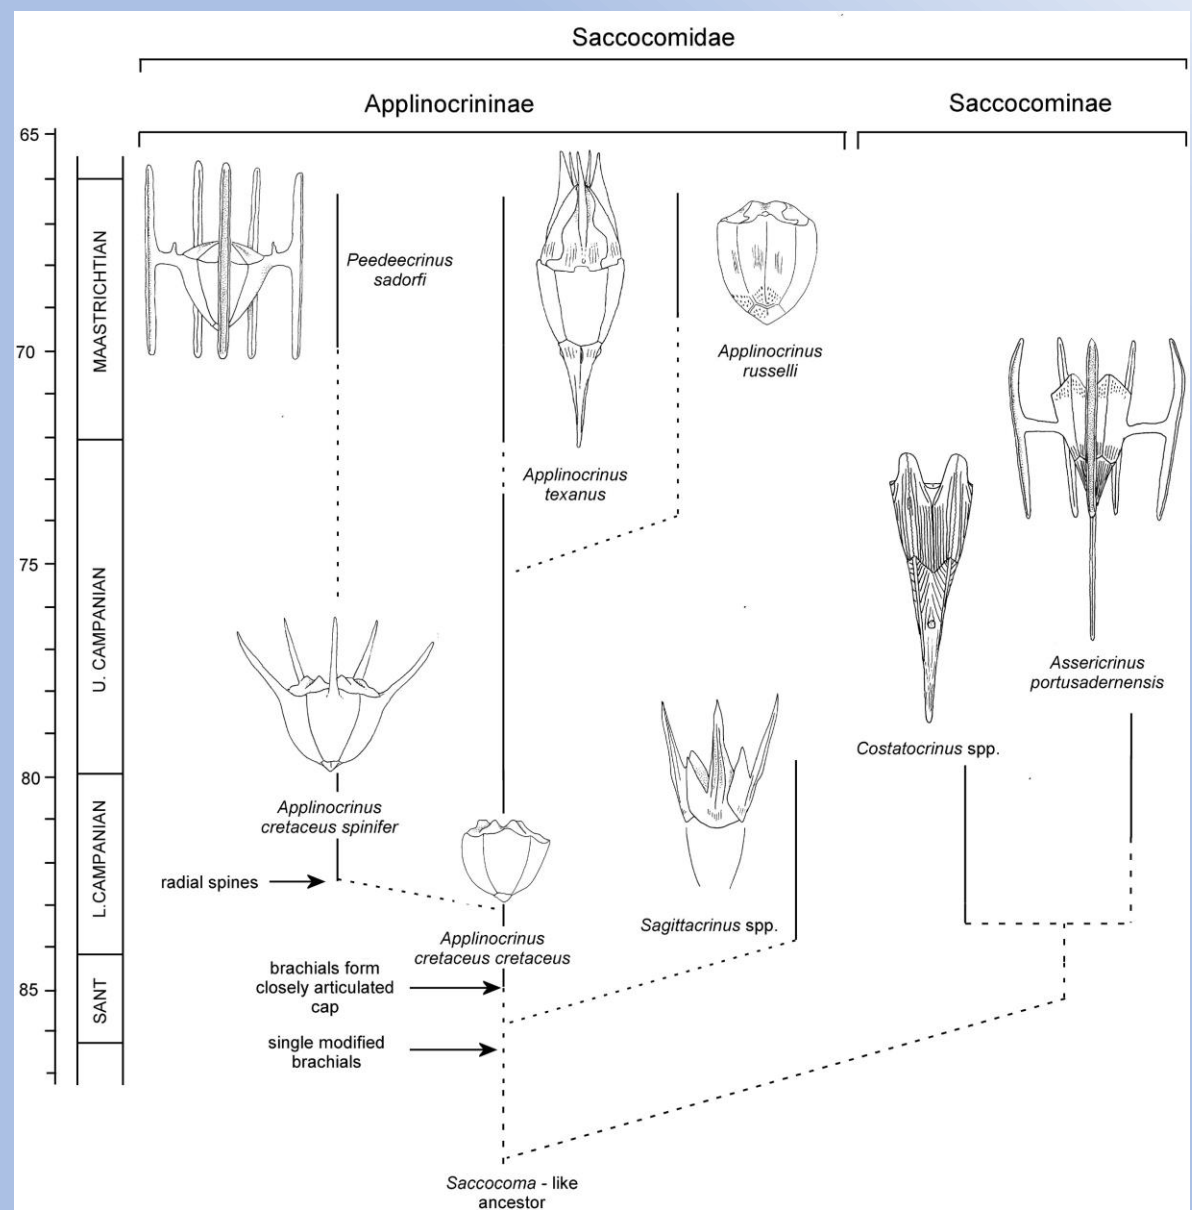 Saccocomidae
Applinocrininae
Saccocominae
65
70
75
80
85
MAASTRICHTIAN
U. CAMPANIAN
L.CAMPANIAN
SANT
Peedeecrinus
sadorfi
Applinocrinus
texanus
Applinocrinus
russelli
Assericrinus
portusadernensis
Costatocrinus spp.
Applinocrinus
cretaceus spinifer
radial spines
Applinocrinus
cretaceus cretaceus
Sagittacrinus spp.
brachials form
closely articulated
cap
single modified
brachials
Saccocoma - like
ancestor